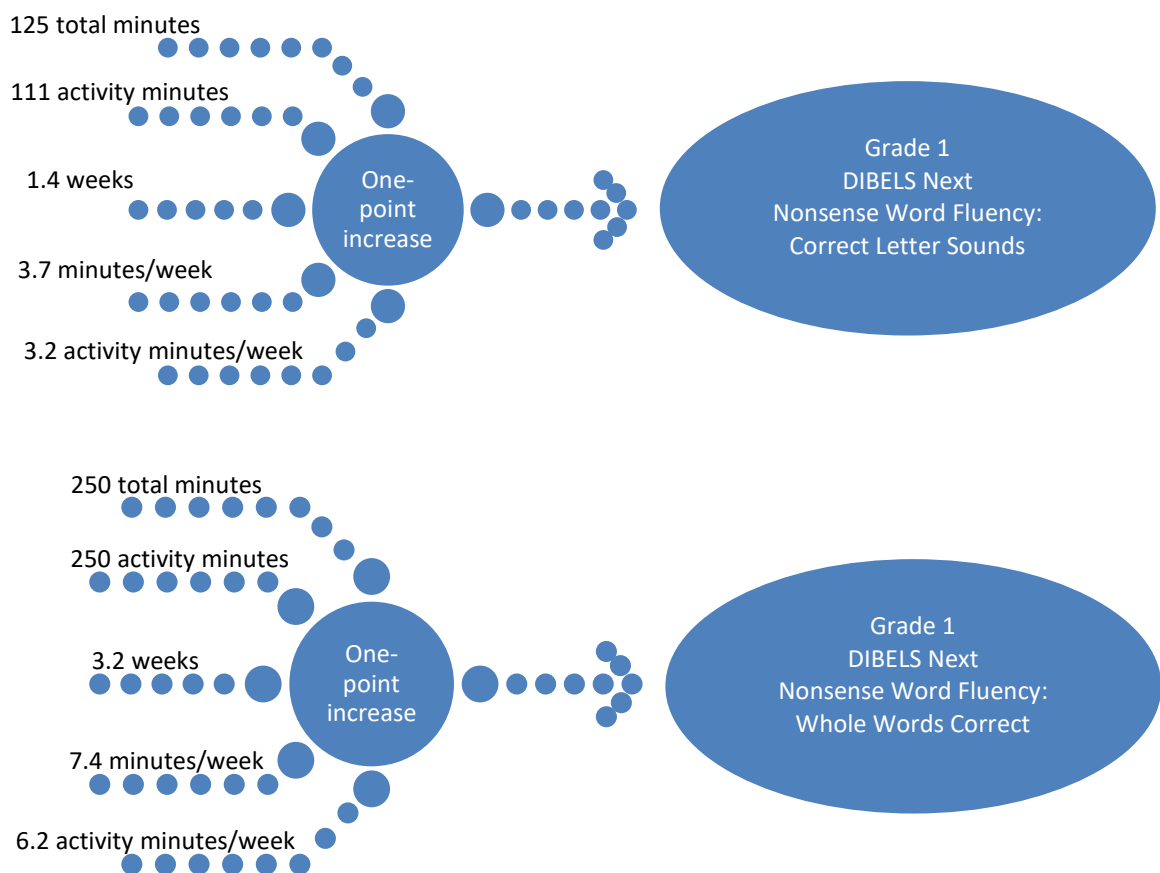 125 total minutes
111 activity minutes
1.4 weeks
3.7 minutes/week
3.2 activity minutes/week
One-
point
increase
Grade 1
DIBELS Next
Nonsense Word Fluency:
Correct Letter Sounds
250 total minutes
250 activity minutes
3.2 weeks
7.4 minutes/week
6.2 activity minutes/week
One-
point
increase
Grade 1
DIBELS Next
Nonsense Word Fluency:
Whole Words Correct